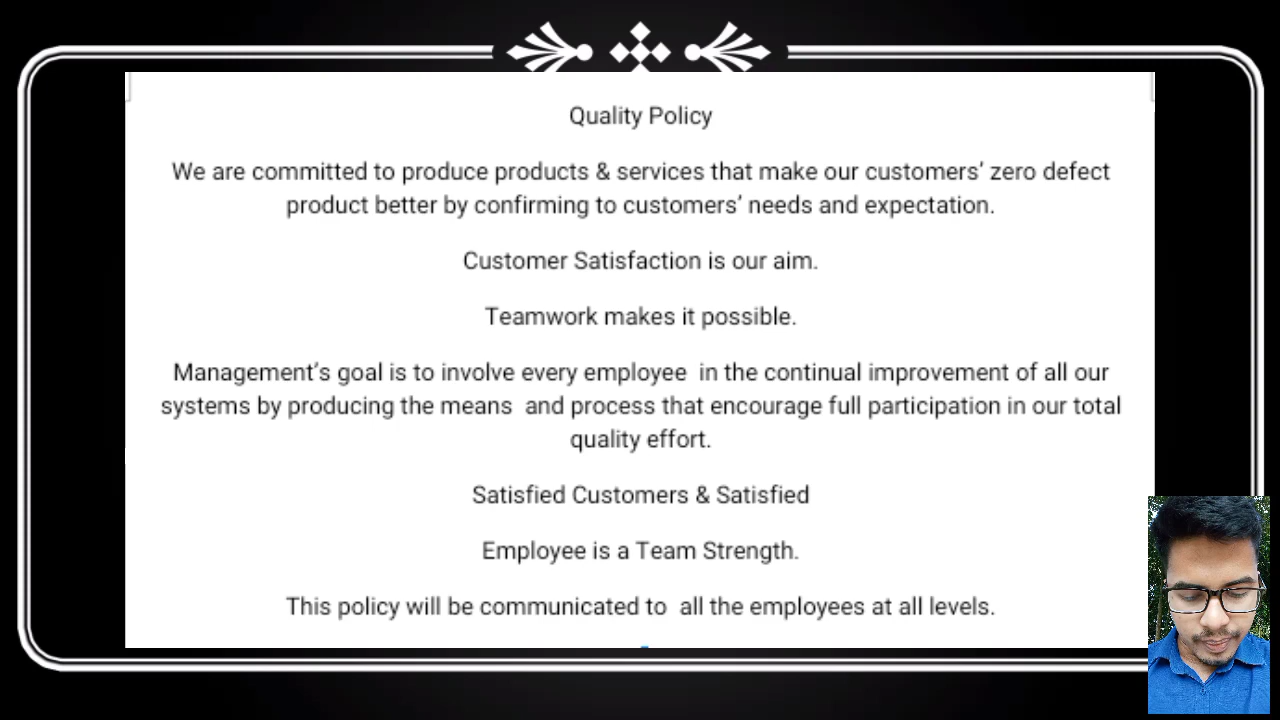 Quality Policy
We are committed to produce products & services that make our customers’ zero defect
product better by confirming to customers’ needs and expectation.
Customer Satisfaction is our aim.
Teamwork makes it possible.
Management’s goal is to involve every employee  in the continual improvement of all our
systems by producing the means  and process that encourage full participation in our total
quality effort.
Satisfied Customers & Satisfied
Employee is a Team Strength.
This policy will be communicated to  all the employees at all levels.